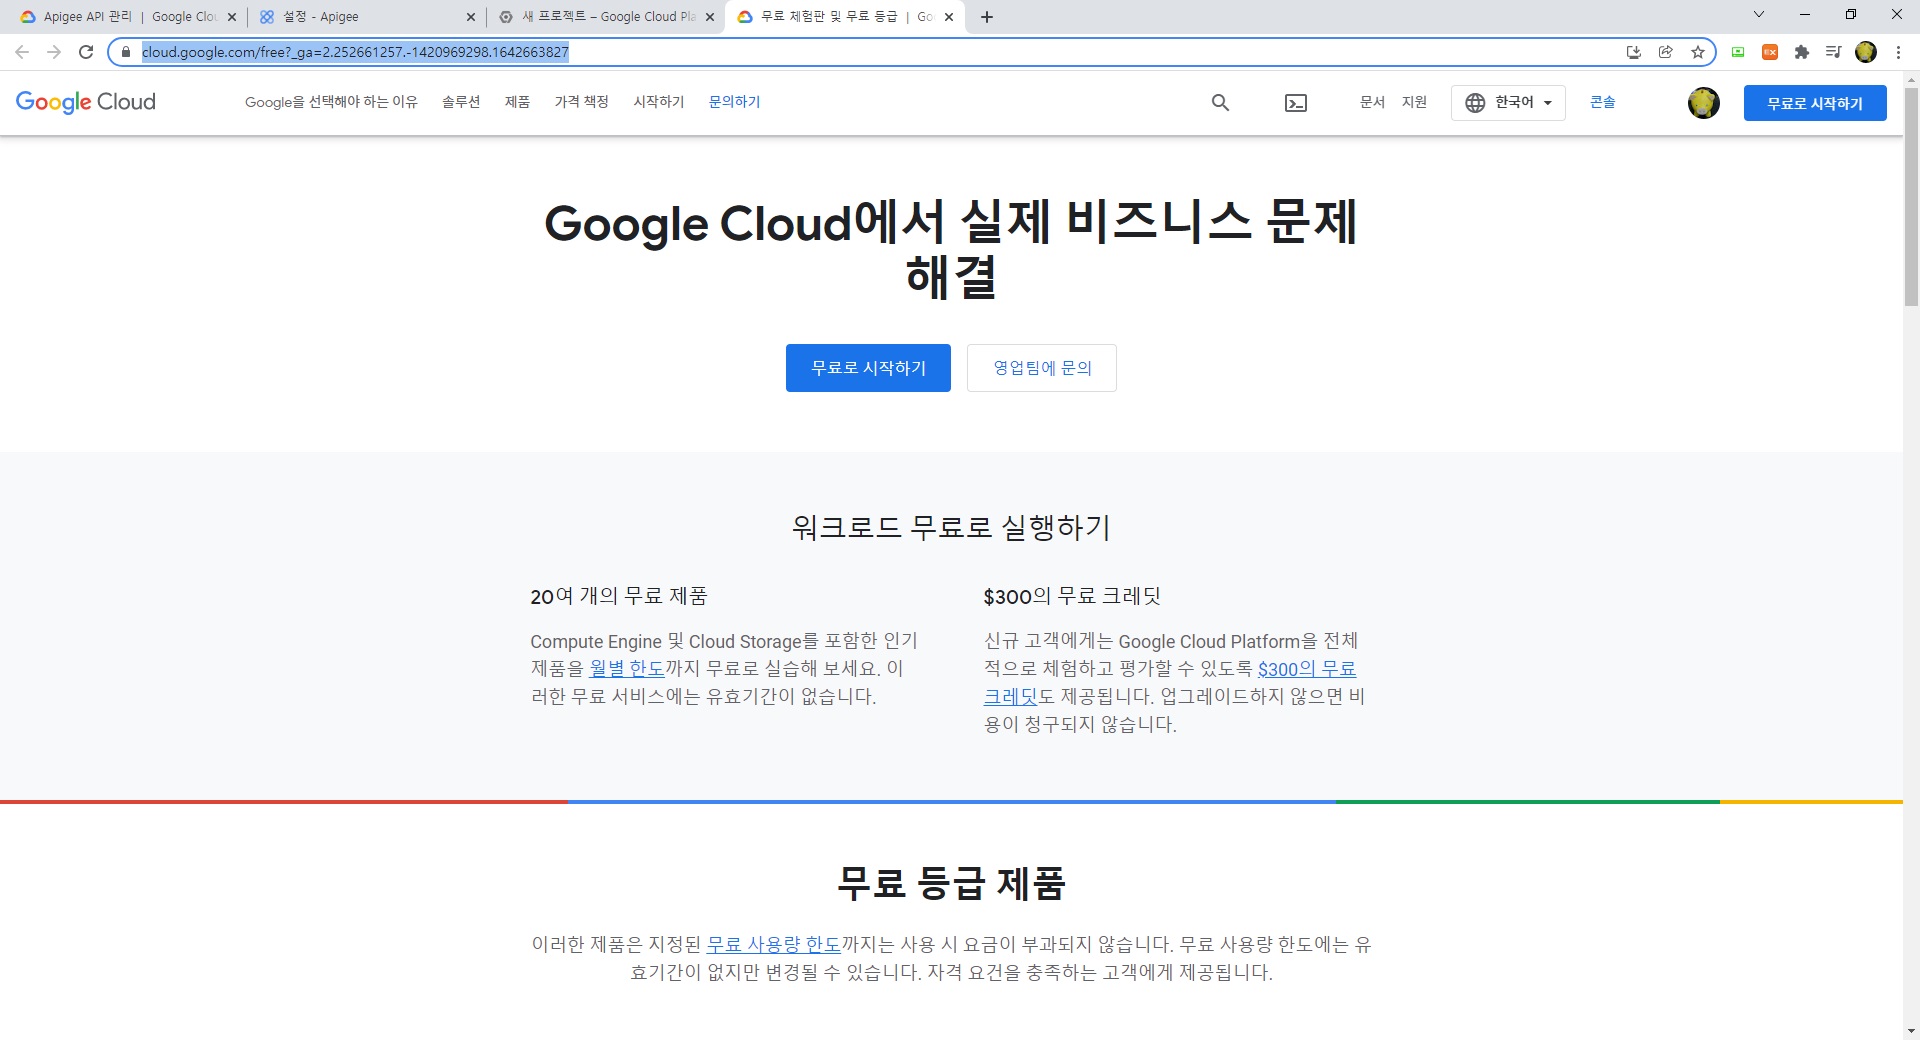 Apigee API 관리 | Google Clou
설정 - Apigee
새 프로젝트 – Google Cloud Pla
무료 체험판 및 무료 등급 | Go
cloud.google.com/free?_ga=2.252661257.-1420969298.1642663827
EX
Google Cloud
Google을 선택해야 하는 이유
솔루션
제품
가격 책정
시작하기
문의하기
문서
지원
한국어
콘솔
무료로 시작하기
Google Cloud에서 실제 비즈니스 문제
해결
무료로 시작하기
영업팀에 문의
워크로드 무료로 실행하기
20여 개의 무료 제품
Compute Engine 및 Cloud Storage를 포함한 인기
제품을 월별 한도까지 무료로 실습해 보세요. 이
러한 무료 서비스에는 유효기간이 없습니다.
$300의 무료 크레딧
신규 고객에게는 Google Cloud Platform을 전체
적으로 체험하고 평가할 수 있도록 $300의 무료
크레딧도 제공됩니다. 업그레이드하지 않으면 비
용이 청구되지 않습니다.
무료 등급 제품
이러한 제품은 지정된 무료 사용량 한도까지는 사용 시 요금이 부과되지 않습니다. 무료 사용량 한도에는 유
효기간이 없지만 변경될 수 있습니다. 자격 요건을 충족하는 고객에게 제공됩니다.